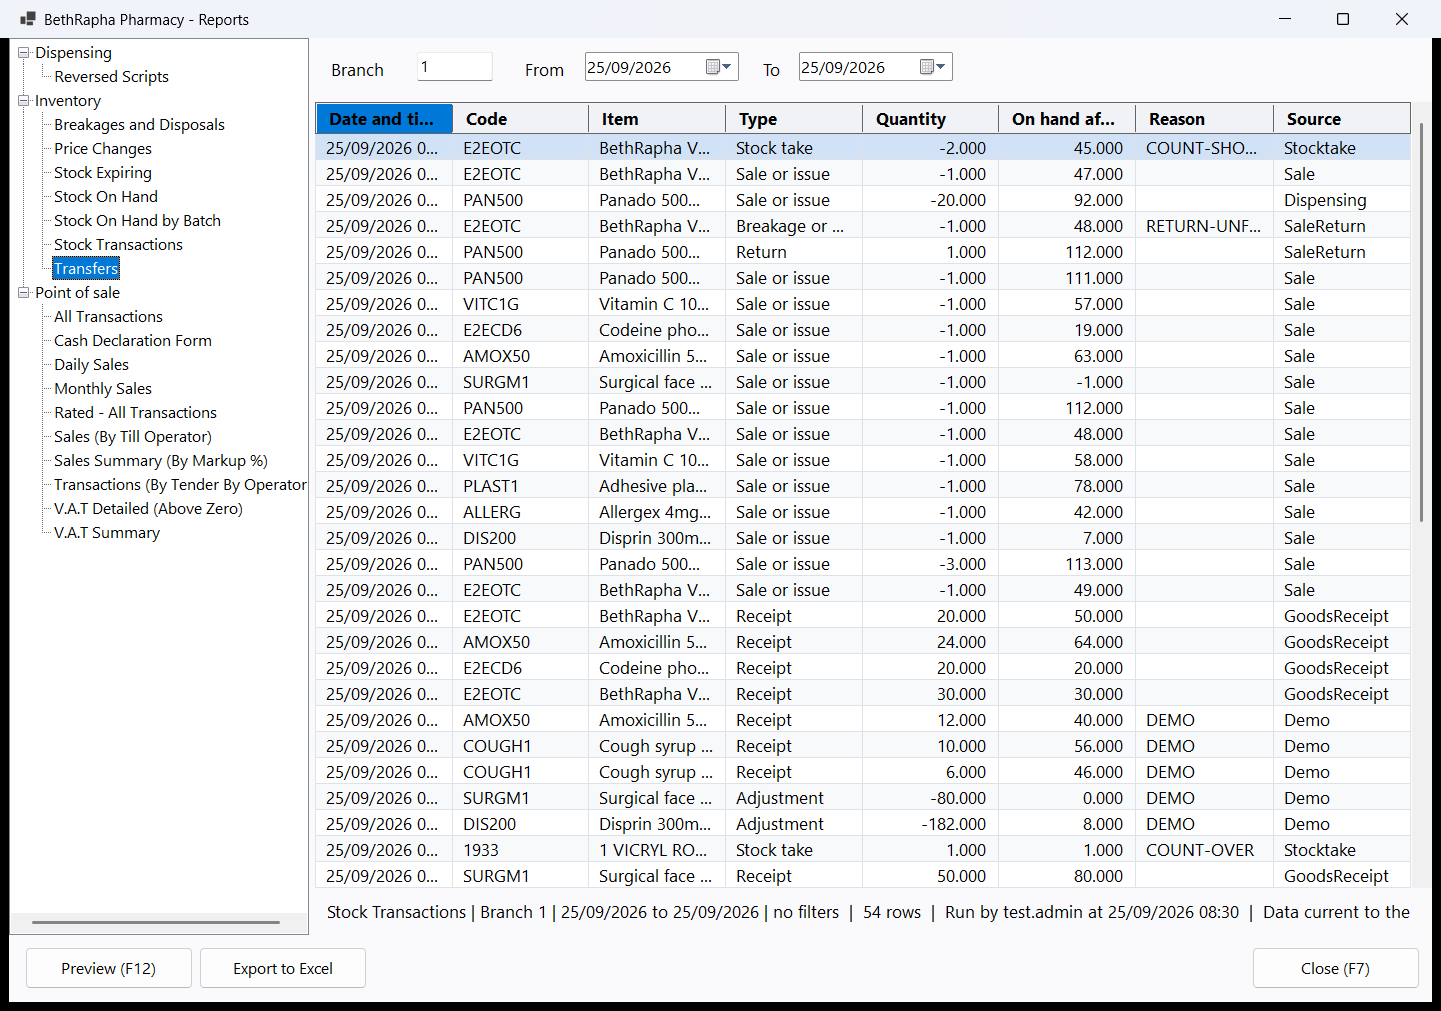 BethRapha Pharmacy - Reports
Dispensing
Reversed Scripts
Inventory
Breakages and Disposals
Price Changes
Stock Expiring
Stock On Hand
Stock On Hand by Batch
Stock Transactions
Transfers
Point of sale
All Transactions
Cash Declaration Form
Daily Sales
Monthly Sales
Rated - All Transactions
Sales (By Till Operator)
Sales Summary (By Markup %)
Transactions (By Tender By Operator
V.A.T Detailed (Above Zero)
V.A.T Summary
Branch 1 From 25/09/2026 To 25/09/2026
Date and ti... Code Item Type Quantity On hand af... Reason Source
25/09/2026 0... E2EOTC BethRapha V... Stock take -2.000 45.000 COUNT-SHO... Stocktake
25/09/2026 0... E2EOTC BethRapha V... Sale or issue -1.000 47.000 Sale
25/09/2026 0... PAN500 Panado 500... Sale or issue -20.000 92.000 Dispensing
25/09/2026 0... E2EOTC BethRapha V... Breakage or ... -1.000 48.000 RETURN-UNF... SaleReturn
25/09/2026 0... PAN500 Panado 500... Return 1.000 112.000 SaleReturn
25/09/2026 0... PAN500 Panado 500... Sale or issue -1.000 111.000 Sale
25/09/2026 0... VITC1G Vitamin C 10... Sale or issue -1.000 57.000 Sale
25/09/2026 0... E2ECD6 Codeine pho... Sale or issue -1.000 19.000 Sale
25/09/2026 0... AMOX50 Amoxicillin 5... Sale or issue -1.000 63.000 Sale
25/09/2026 0... SURGM1 Surgical face ... Sale or issue -1.000 -1.000 Sale
25/09/2026 0... PAN500 Panado 500... Sale or issue -1.000 112.000 Sale
25/09/2026 0... E2EOTC BethRapha V... Sale or issue -1.000 48.000 Sale
25/09/2026 0... VITC1G Vitamin C 10... Sale or issue -1.000 58.000 Sale
25/09/2026 0... PLAST1 Adhesive pla... Sale or issue -1.000 78.000 Sale
25/09/2026 0... ALLERG Allergex 4mg... Sale or issue -1.000 42.000 Sale
25/09/2026 0... DIS200 Disprin 300m... Sale or issue -1.000 7.000 Sale
25/09/2026 0... PAN500 Panado 500... Sale or issue -3.000 113.000 Sale
25/09/2026 0... E2EOTC BethRapha V... Sale or issue -1.000 49.000 Sale
25/09/2026 0... E2EOTC BethRapha V... Receipt 20.000 50.000 GoodsReceipt
25/09/2026 0... AMOX50 Amoxicillin 5... Receipt 24.000 64.000 GoodsReceipt
25/09/2026 0... E2ECD6 Codeine pho... Receipt 20.000 20.000 GoodsReceipt
25/09/2026 0... E2EOTC BethRapha V... Receipt 30.000 30.000 GoodsReceipt
25/09/2026 0... AMOX50 Amoxicillin 5... Receipt 12.000 40.000 DEMO Demo
25/09/2026 0... COUGH1 Cough syrup ... Receipt 10.000 56.000 DEMO Demo
25/09/2026 0... COUGH1 Cough syrup ... Receipt 6.000 46.000 DEMO Demo
25/09/2026 0... SURGM1 Surgical face ... Adjustment -80.000 0.000 DEMO Demo
25/09/2026 0... DIS200 Disprin 300m... Adjustment -182.000 8.000 DEMO Demo
25/09/2026 0... 1933 1 VICRYL RO... Stock take 1.000 1.000 COUNT-OVER Stocktake
25/09/2026 0... SURGM1 Surgical face ... Receipt 50.000 80.000 GoodsReceipt
Stock Transactions | Branch 1 | 25/09/2026 to 25/09/2026 | no filters | 54 rows | Run by test.admin at 25/09/2026 08:30 | Data current to the
Preview (F12) Export to Excel Close (F7)